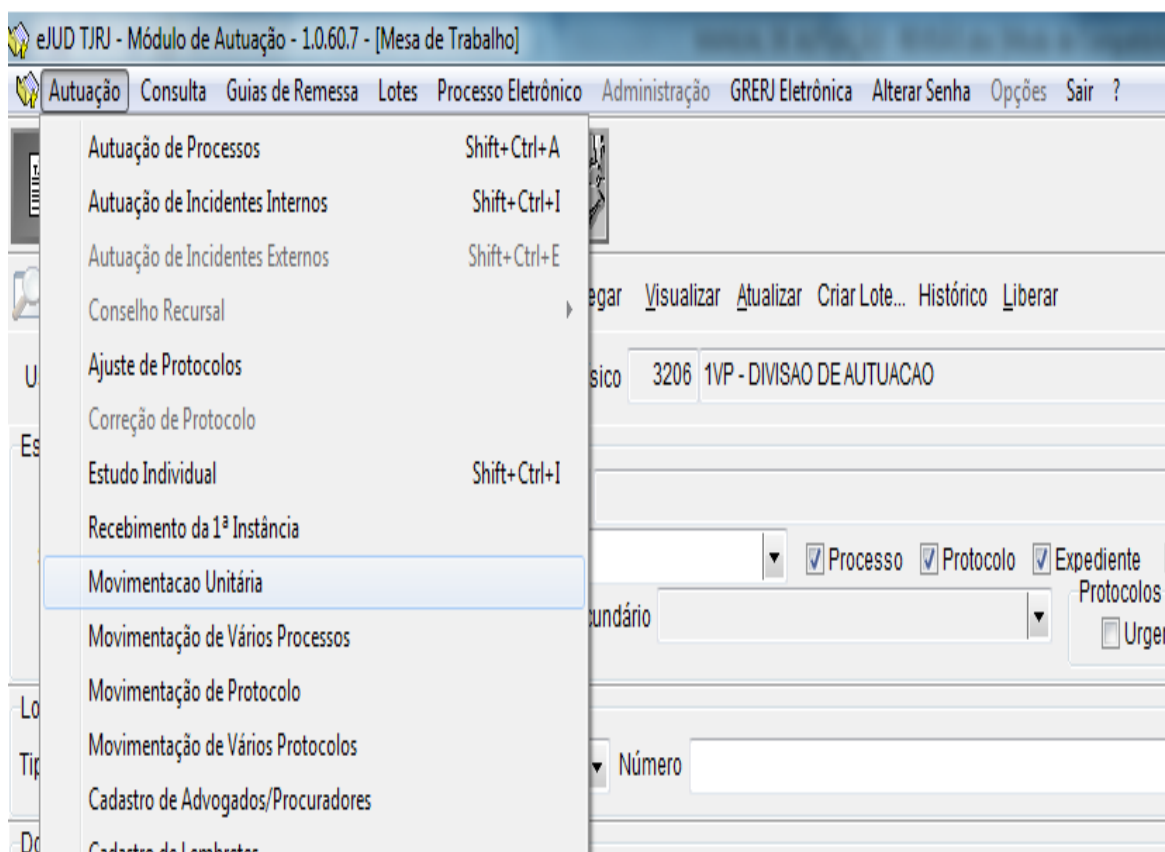 eJUD TJRJ - Módulo de Autuação - 1.0.60.7 - [Mesa de Trabalho]
Autuação Consulta Guias de Remessa Lotes Processo Eletrônico Administração GRERJ Eletrônica Alterar Senha Opções Sair ?
Autuação de Processos Shift+Ctrl+A
Autuação de Incidentes Internos Shift+Ctrl+I
Autuação de Incidentes Externos Shift+Ctrl+E
Visualizar Atualizar Criar Lote... Histórico Liberar
Conselho Recursal
Ajuste de Protocolos
3206 1VP - DIVISAO DE AUTUACAO
Correção de Protocolo
Estudo Individual Shift+Ctrl+I
Recebimento da 1ª Instância
Processo Protocolo Expediente
Movimentacao Unitária
Protocolos
Movimentação de Vários Processos
Movimentação de Protocolo
Movimentação de Vários Protocolos
Número
Cadastro de Advogados/Procuradores
Cadastro de Lembretes